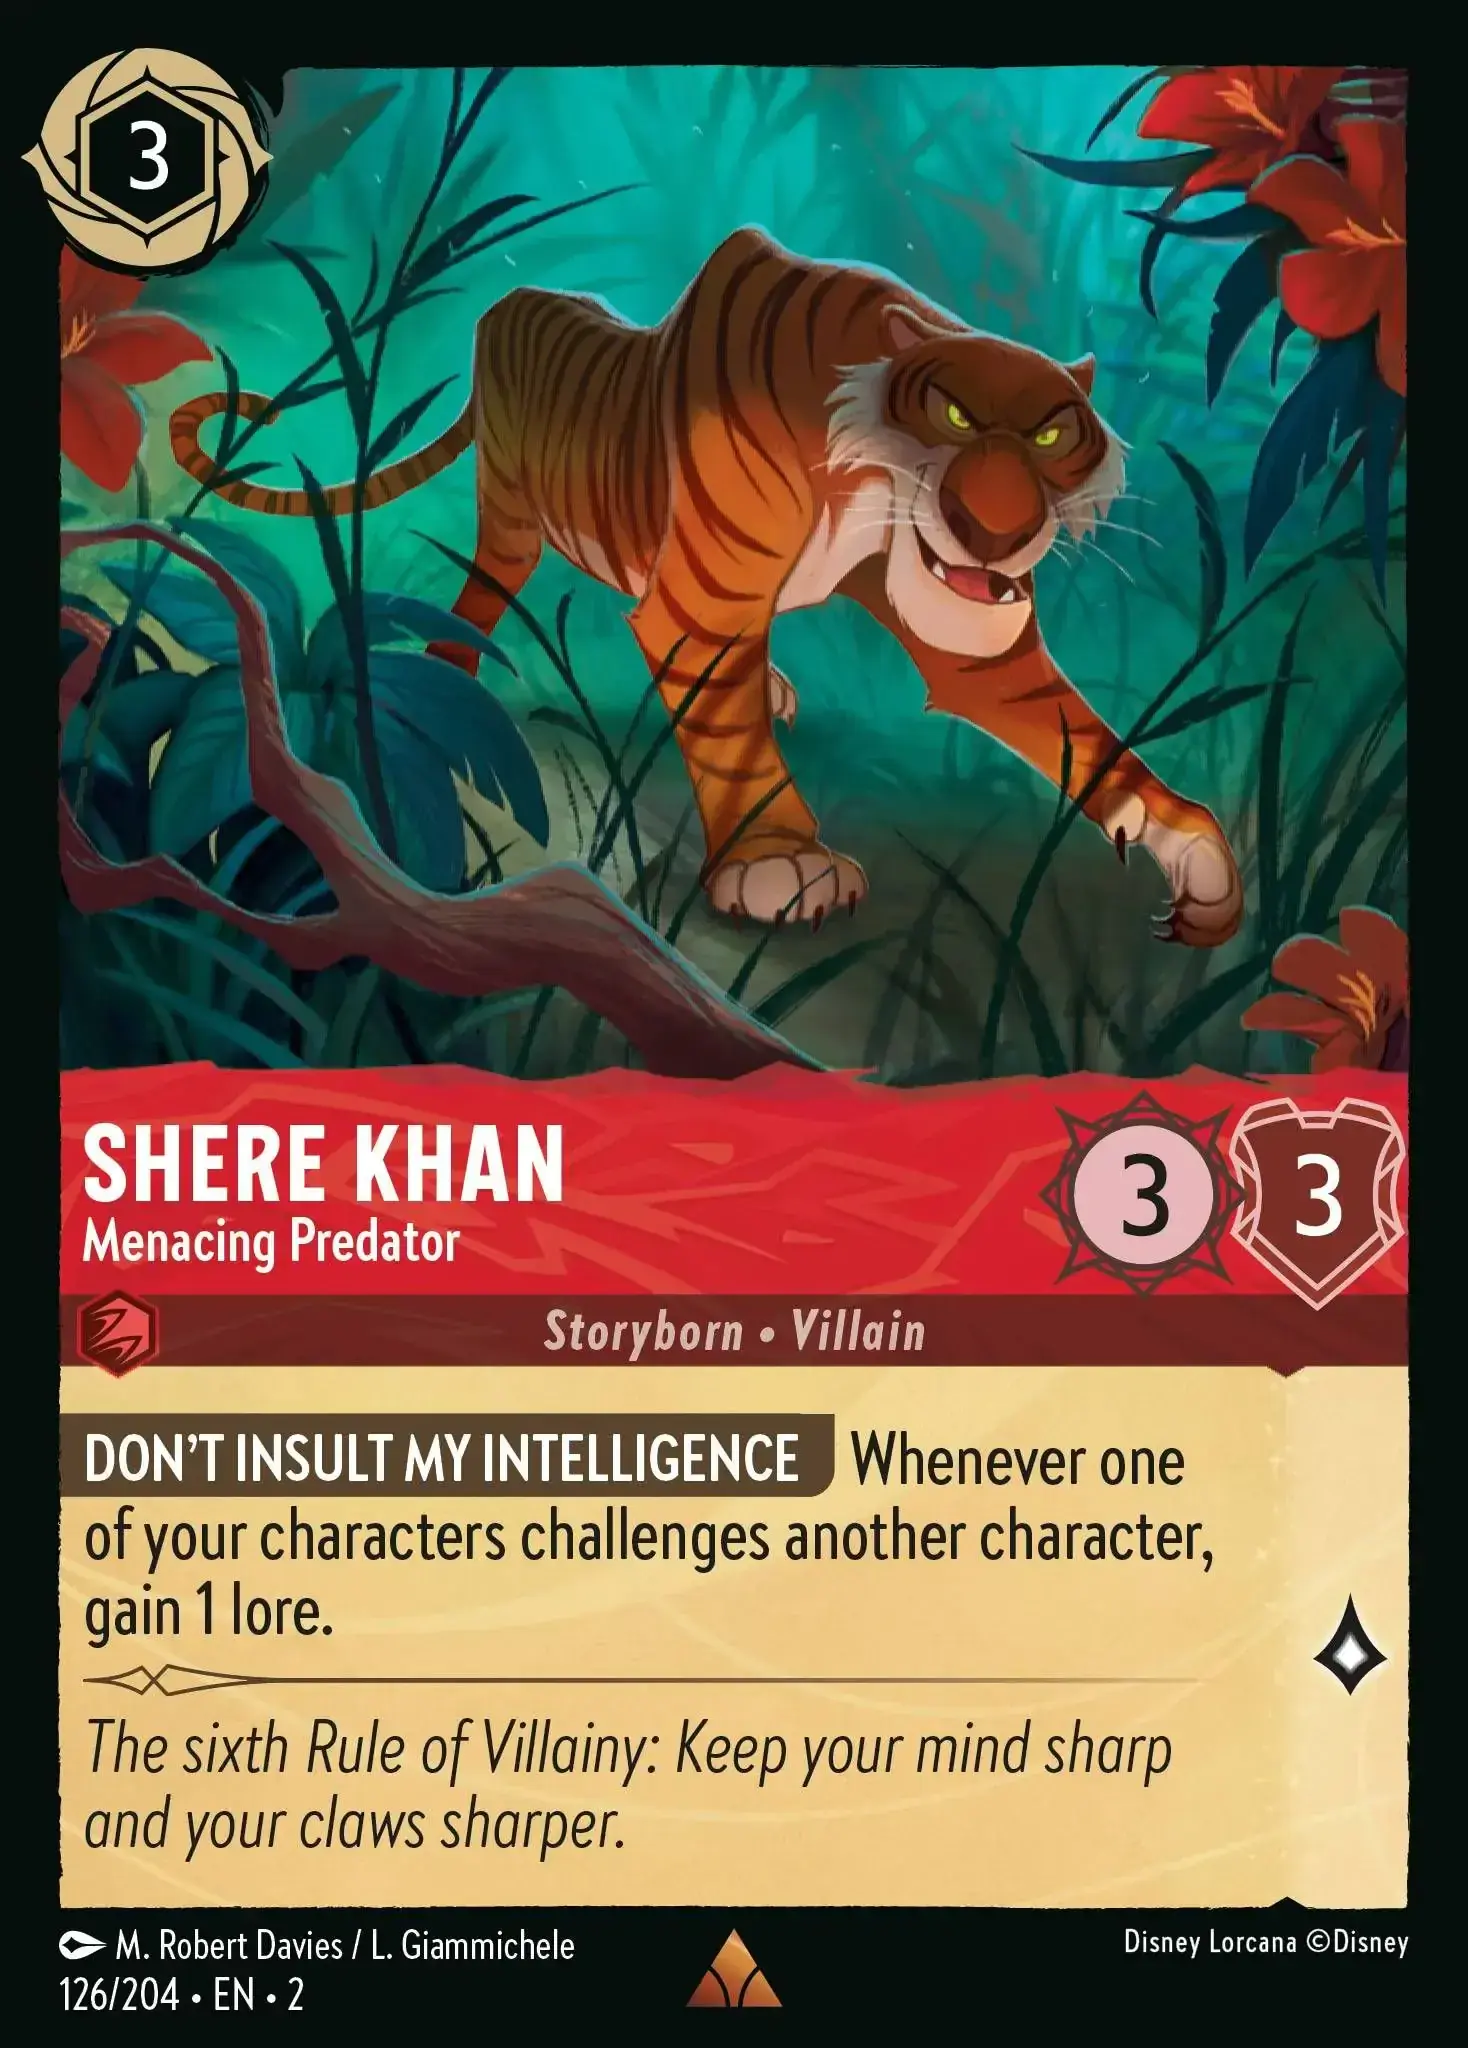 3
SHERE KHAN
Menacing Predator
3
3
Storyborn • Villain
DON'T INSULT MY INTELLIGENCE Whenever one
of your characters challenges another character,
gain 1 lore.
The sixth Rule of Villainy: Keep your mind sharp
and your claws sharper.
M. Robert Davies / L. Giammichele
Disney Lorcana ©Disney
126/204 • EN • 2